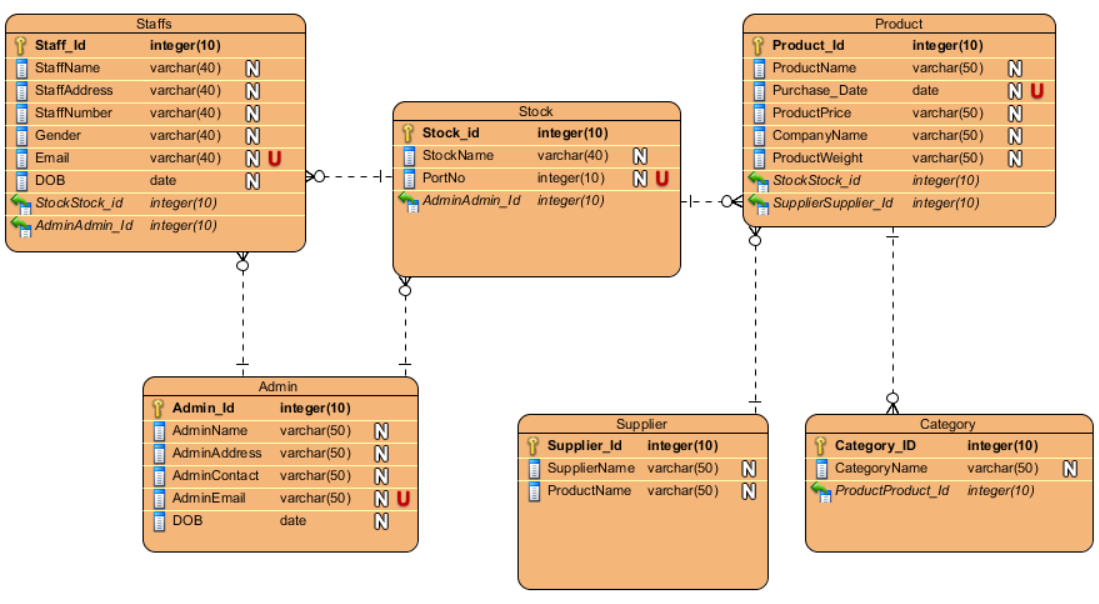 Staffs
Staff_Id integer(10)
StaffName varchar(40) N
StaffAddress varchar(40) N
StaffNumber varchar(40) N
Gender varchar(40) N
Email varchar(40) N U
DOB date N
StockStock_id integer(10)
AdminAdmin_Id integer(10)
Stock
Stock_id integer(10)
StockName varchar(40) N
PortNo integer(10) N U
AdminAdmin_Id integer(10)
Product
Product_Id integer(10)
ProductName varchar(50) N
Purchase_Date date N U
ProductPrice varchar(50) N
CompanyName varchar(50) N
ProductWeight varchar(50) N
StockStock_id integer(10)
SupplierSupplier_Id integer(10)
Admin
Admin_Id integer(10)
AdminName varchar(50) N
AdminAddress varchar(50) N
AdminContact varchar(50) N
AdminEmail varchar(50) N U
DOB date N
Supplier
Supplier_Id integer(10)
SupplierName varchar(50) N
ProductName varchar(50) N
Category
Category_ID integer(10)
CategoryName varchar(50) N
ProductProduct_Id integer(10)